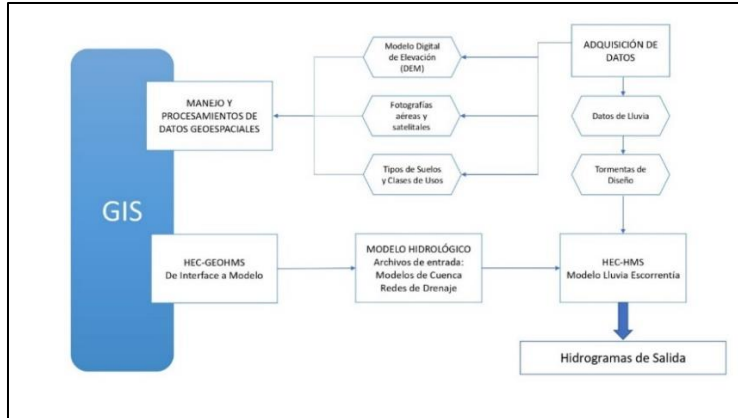 GIS
MANEJO Y
PROCESAMIENTOS DE
DATOS GEOESPACIALES
Modelo Digital
de Elevación
(DEM)
Fotografías
aéreas y
satelitales
Tipos de Suelos
y Clases de Usos
ADQUISICIÓN DE
DATOS
Datos de Lluvia
Tormentas de
Diseño
HEC-GEOHMS
De Interface a Modelo
MODELO HIDROLÓGICO
Archivos de entrada:
Modelos de Cuenca
Redes de Drenaje
HEC-HMS
Modelo Lluvia Escorrentía
Hidrogramas de Salida